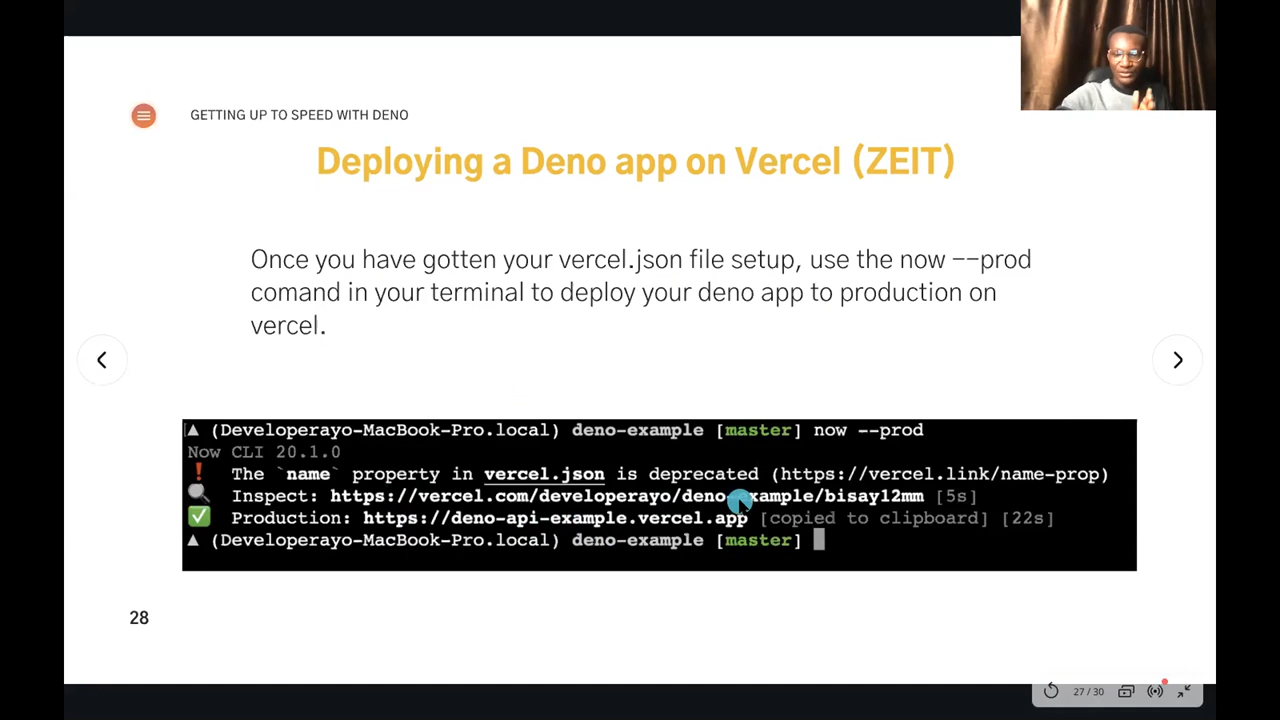 GETTING UP TO SPEED WITH DENO
Deploying a Deno app on Vercel (ZEIT)
Once you have gotten your vercel.json file setup, use the now --prod
comand in your terminal to deploy your deno app to production on
vercel.
▲ (Developerayo-MacBook-Pro.local) deno-example [master] now --prod
Now CLI 20.1.0
❗ The `name` property in vercel.json is deprecated (https://vercel.link/name-prop)
🔍 Inspect: https://vercel.com/developerayo/deno-example/bisay12mm [5s]
✅ Production: https://deno-api-example.vercel.app [copied to clipboard] [22s]
▲ (Developerayo-MacBook-Pro.local) deno-example [master]
28
27 / 30